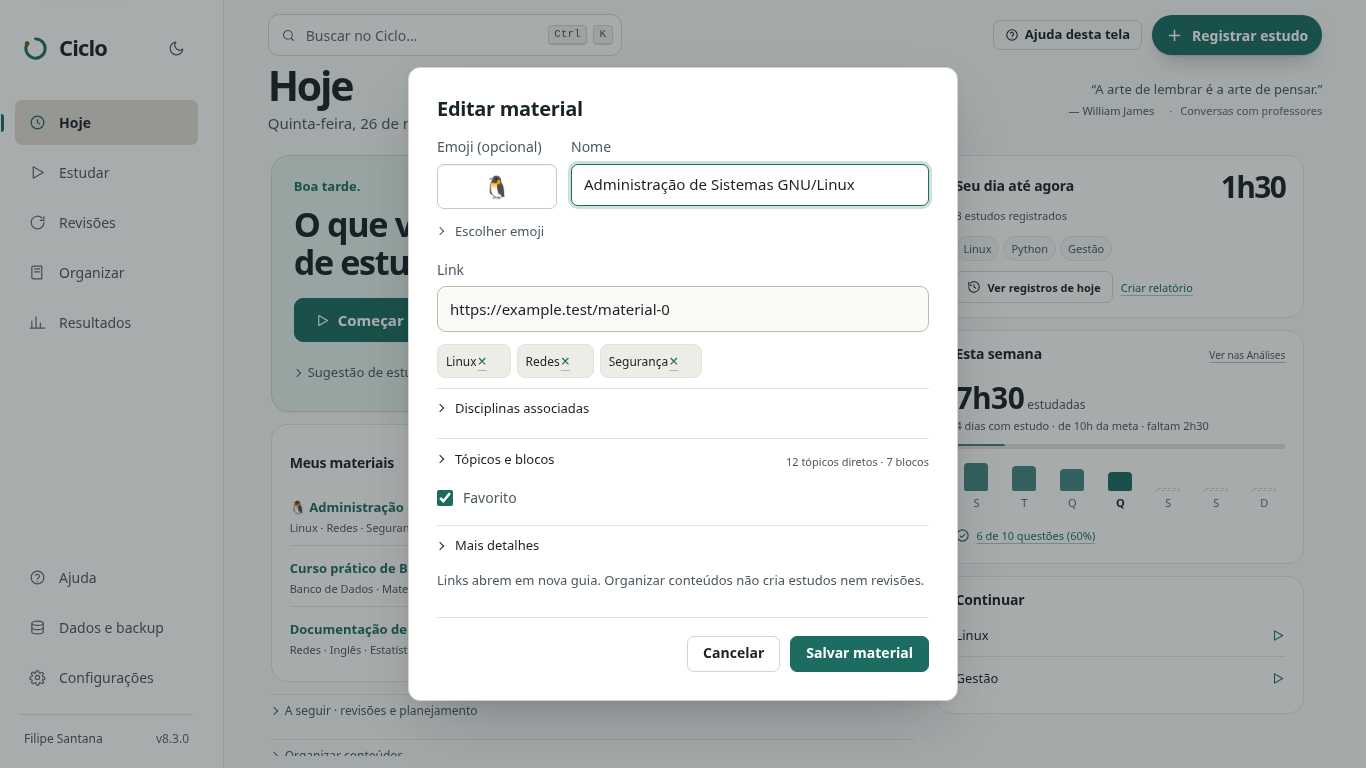 Ciclo
Hoje
Estudar
Revisões
Organizar
Resultados
Ajuda
Dados e backup
Configurações
Filipe Santana v8.3.0
Buscar no Ciclo… Ctrl K
Ajuda desta tela
Registrar estudo
Hoje
Quinta-feira, 26 de
“A arte de lembrar é a arte de pensar.”
— William James · Conversas com professores
Boa tarde.
O que
de estu
Começar
Sugestão de estu
Meus materiais
Administração
Linux · Redes · Seguran
Curso prático de B
Banco de Dados · Mate
Documentação de
Redes · Inglês · Estatíst
A seguir · revisões e planejamento
Organizar conteúdos
Editar material
Emoji (opcional) Nome
Administração de Sistemas GNU/Linux
Escolher emoji
Link
https://example.test/material-0
Linux× Redes× Segurança×
Disciplinas associadas
Tópicos e blocos 12 tópicos diretos · 7 blocos
Favorito
Mais detalhes
Links abrem em nova guia. Organizar conteúdos não cria estudos nem revisões.
Cancelar Salvar material
Seu dia até agora 1h30
3 estudos registrados
Linux Python Gestão
Ver registros de hoje Criar relatório
Esta semana Ver nas Análises
7h30 estudadas
4 dias com estudo · de 10h da meta · faltam 2h30
S T Q Q S S D
6 de 10 questões (60%)
Continuar
Linux
Gestão